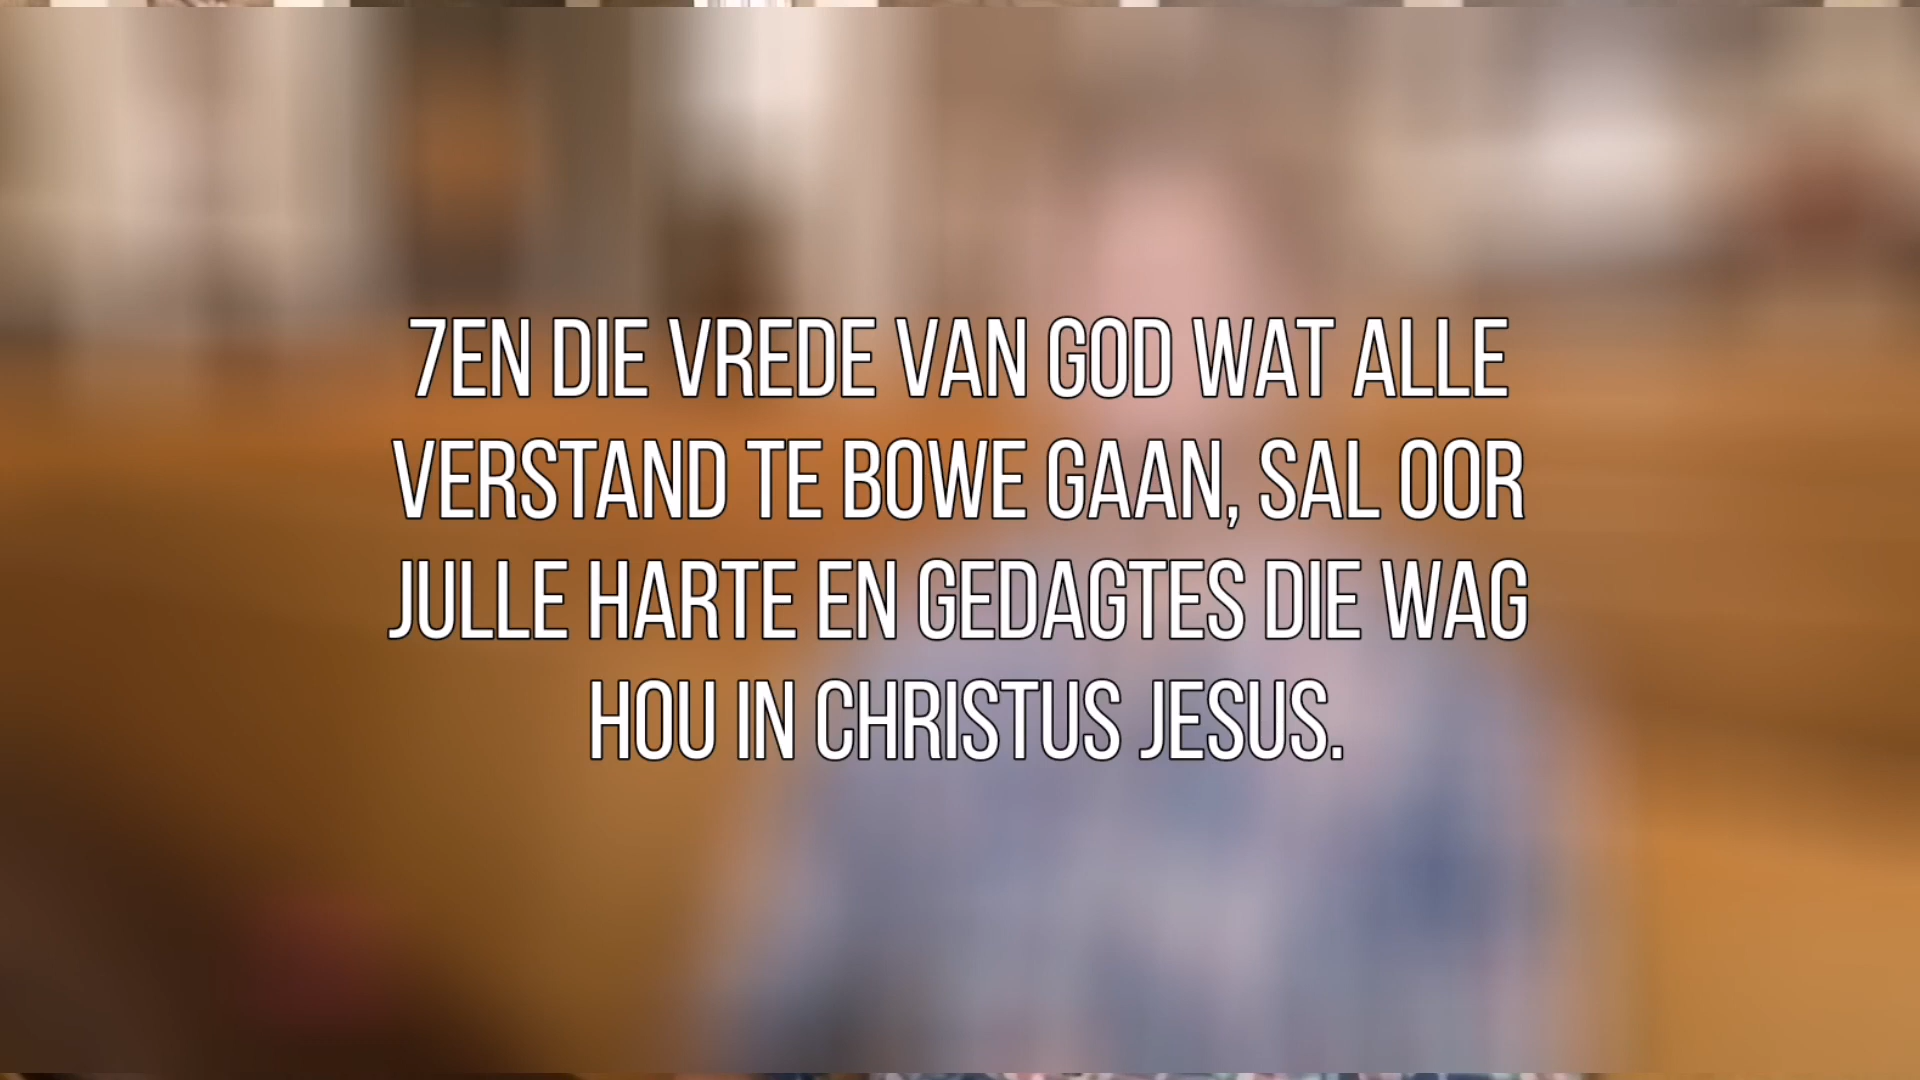 7EN DIE VREDE VAN GOD WAT ALLE
VERSTAND TE BOWE GAAN, SAL OOR
JULLE HARTE EN GEDAGTES DIE WAG
HOU IN CHRISTUS JESUS.